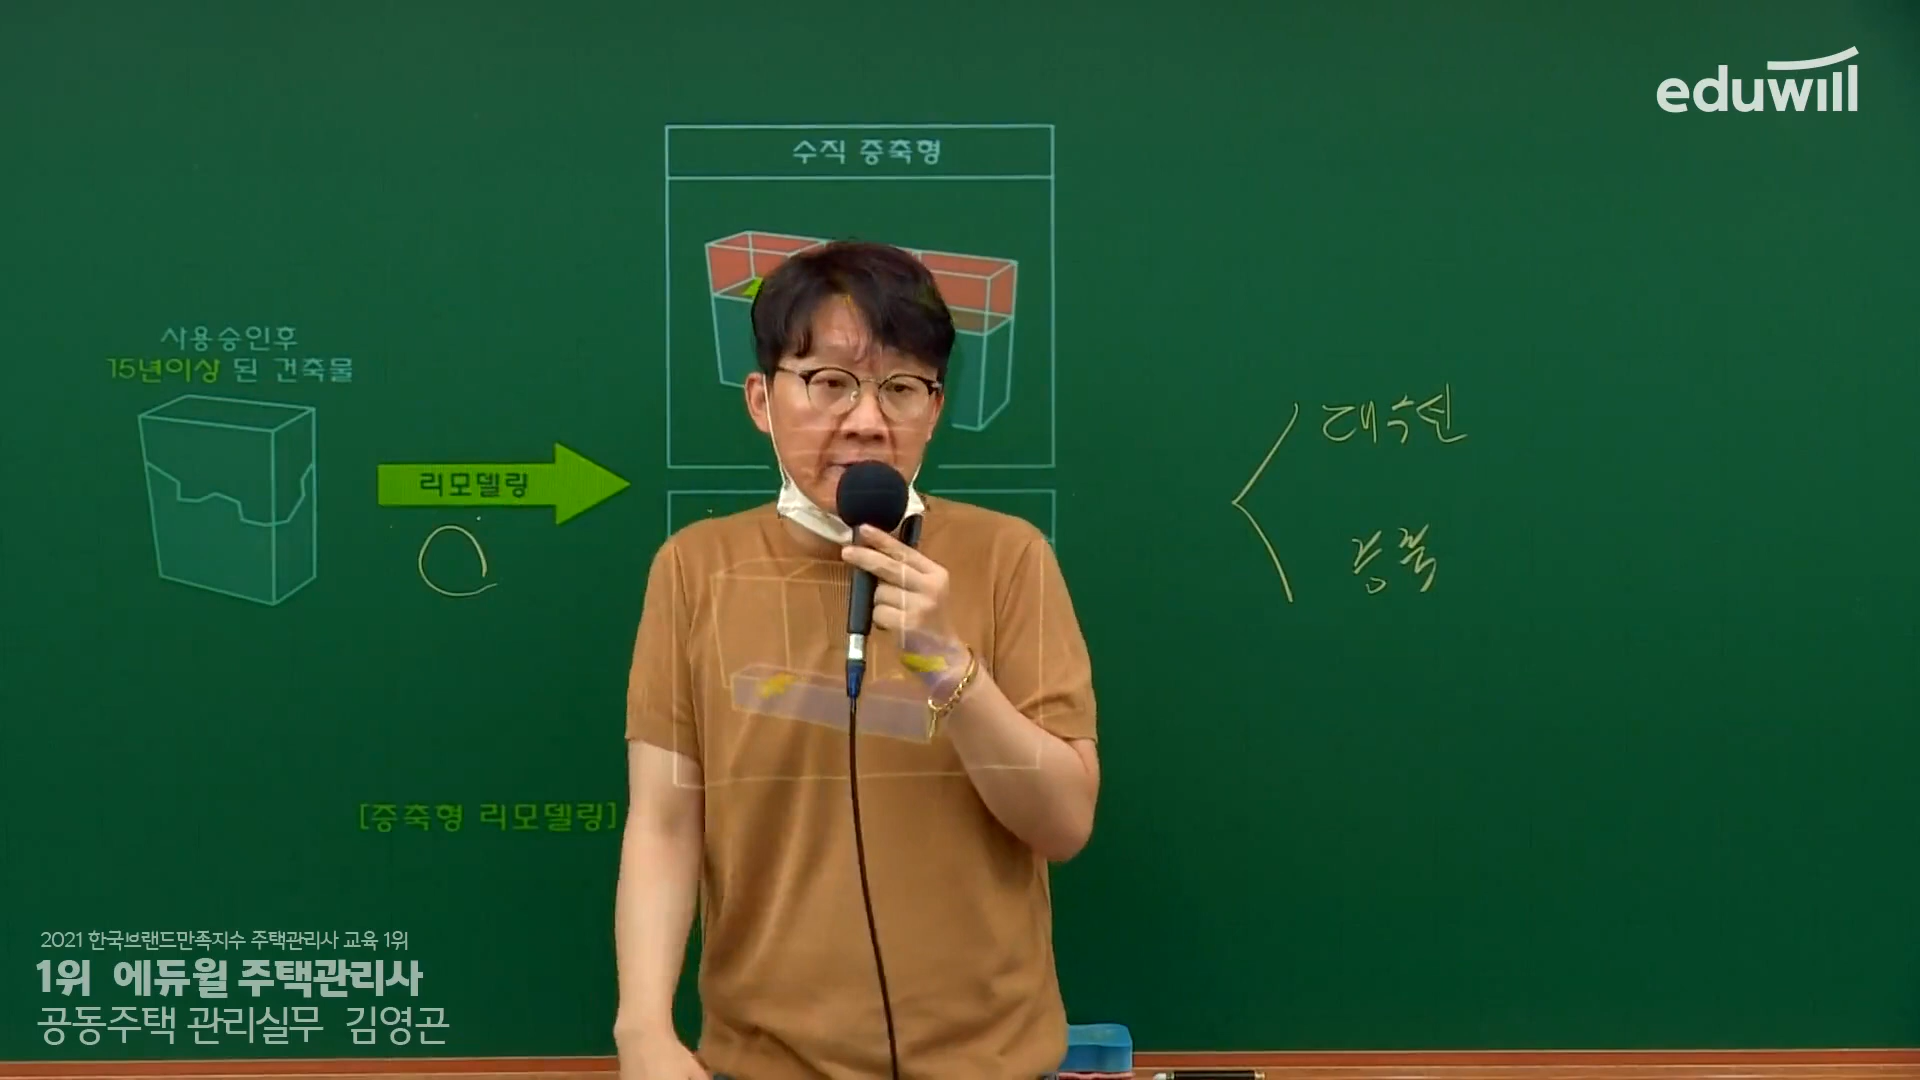 eduwill
수직 증축형
사용승인후
15년이상 된 건축물
리모델링
대수선
증축
[증축형 리모델링]
2021 한국브랜드만족지수 주택관리사 교육 1위
1위 에듀윌 주택관리사
공동주택 관리실무 김영곤